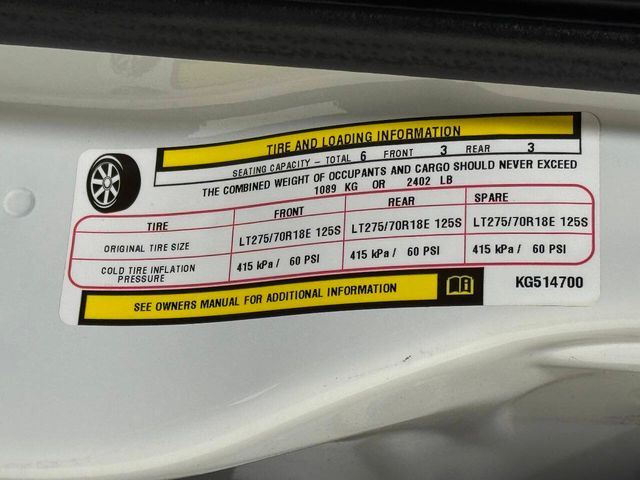 TIRE AND LOADING INFORMATION
SEATING CAPACITY – TOTAL 6 FRONT 3 REAR 3
THE COMBINED WEIGHT OF OCCUPANTS AND CARGO SHOULD NEVER EXCEED
1089 KG OR 2402 LB
TIRE FRONT REAR SPARE
ORIGINAL TIRE SIZE LT275/70R18E 125S LT275/70R18E 125S LT275/70R18E 125S
COLD TIRE INFLATION
PRESSURE 415 kPa / 60 PSI 415 kPa / 60 PSI 415 kPa / 60 PSI
SEE OWNERS MANUAL FOR ADDITIONAL INFORMATION KG514700